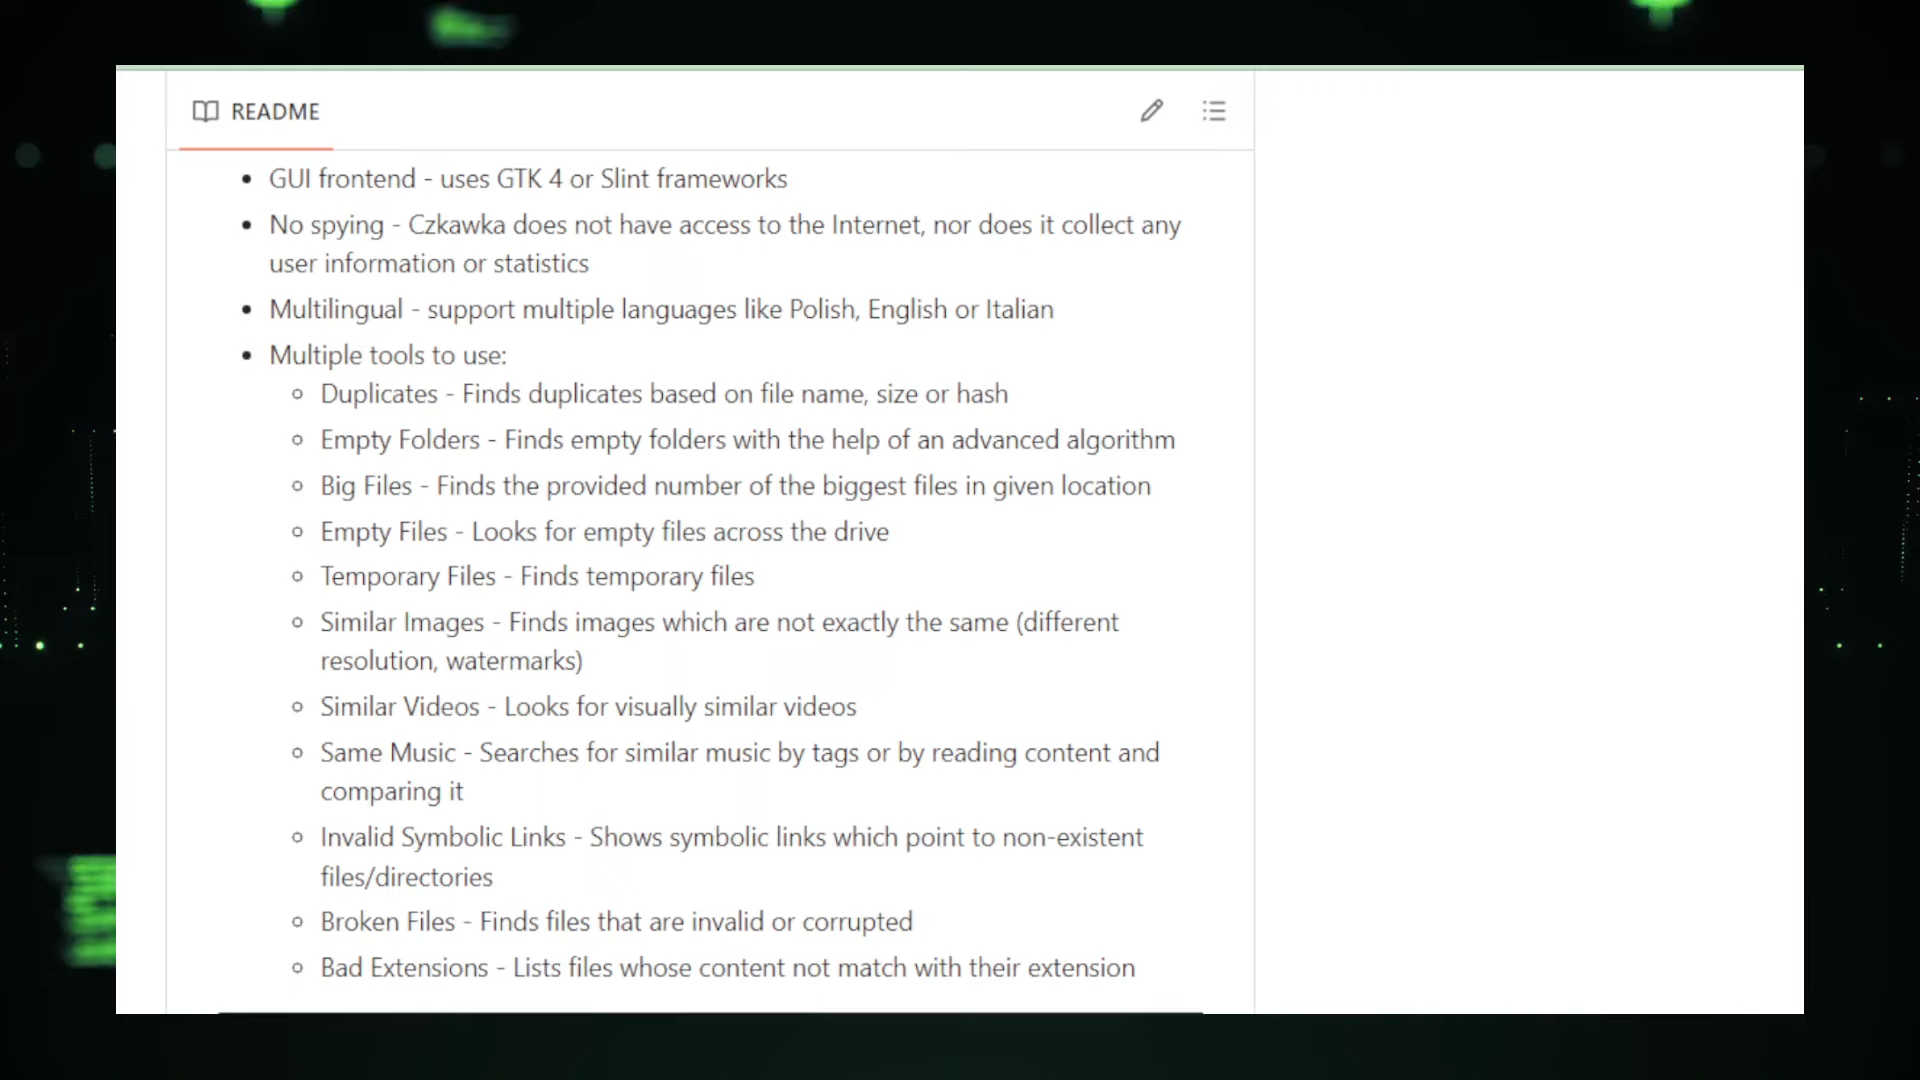 README
GUI frontend - uses GTK 4 or Slint frameworks
No spying - Czkawka does not have access to the Internet, nor does it collect any
user information or statistics
Multilingual - support multiple languages like Polish, English or Italian
Multiple tools to use:
Duplicates - Finds duplicates based on file name, size or hash
Empty Folders - Finds empty folders with the help of an advanced algorithm
Big Files - Finds the provided number of the biggest files in given location
Empty Files - Looks for empty files across the drive
Temporary Files - Finds temporary files
Similar Images - Finds images which are not exactly the same (different
resolution, watermarks)
Similar Videos - Looks for visually similar videos
Same Music - Searches for similar music by tags or by reading content and
comparing it
Invalid Symbolic Links - Shows symbolic links which point to non-existent
files/directories
Broken Files - Finds files that are invalid or corrupted
Bad Extensions - Lists files whose content not match with their extension